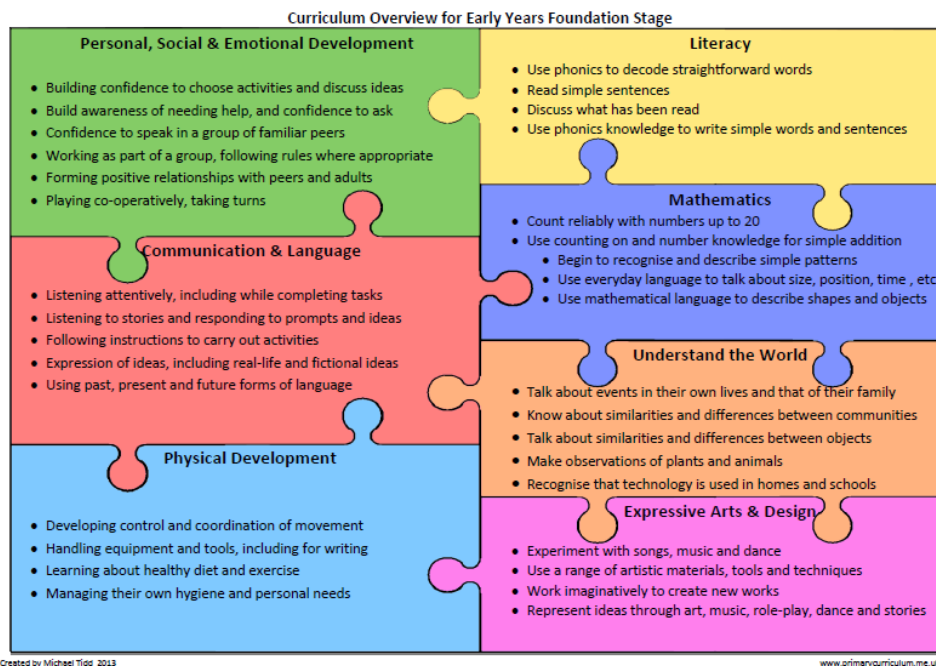 Curriculum Overview for Early Years Foundation Stage
Personal, Social & Emotional Development
• Building confidence to choose activities and discuss ideas
• Build awareness of needing help, and confidence to ask
• Confidence to speak in a group of familiar peers
• Working as part of a group, following rules where appropriate
• Forming positive relationships with peers and adults
• Playing co-operatively, taking turns
Communication & Language
• Listening attentively, including while completing tasks
• Listening to stories and responding to prompts and ideas
• Following instructions to carry out activities
• Expression of ideas, including real-life and fictional ideas
• Using past, present and future forms of language
Physical Development
• Developing control and coordination of movement
• Handling equipment and tools, including for writing
• Learning about healthy diet and exercise
• Managing their own hygiene and personal needs
Literacy
• Use phonics to decode straightforward words
• Read simple sentences
• Discuss what has been read
• Use phonics knowledge to write simple words and sentences
Mathematics
• Count reliably with numbers up to 20
• Use counting on and number knowledge for simple addition
• Begin to recognise and describe simple patterns
• Use everyday language to talk about size, position, time , etc
• Use mathematical language to describe shapes and objects
Understand the World
• Talk about events in their own lives and that of their family
• Know about similarities and differences between communities
• Talk about similarities and differences between objects
• Make observations of plants and animals
• Recognise that technology is used in homes and schools
Expressive Arts & Design
• Experiment with songs, music and dance
• Use a range of artistic materials, tools and techniques
• Work imaginatively to create new works
• Represent ideas through art, music, role-play, dance and stories
Created by Michael Tidd 2013
www.primarycurriculum.me.u